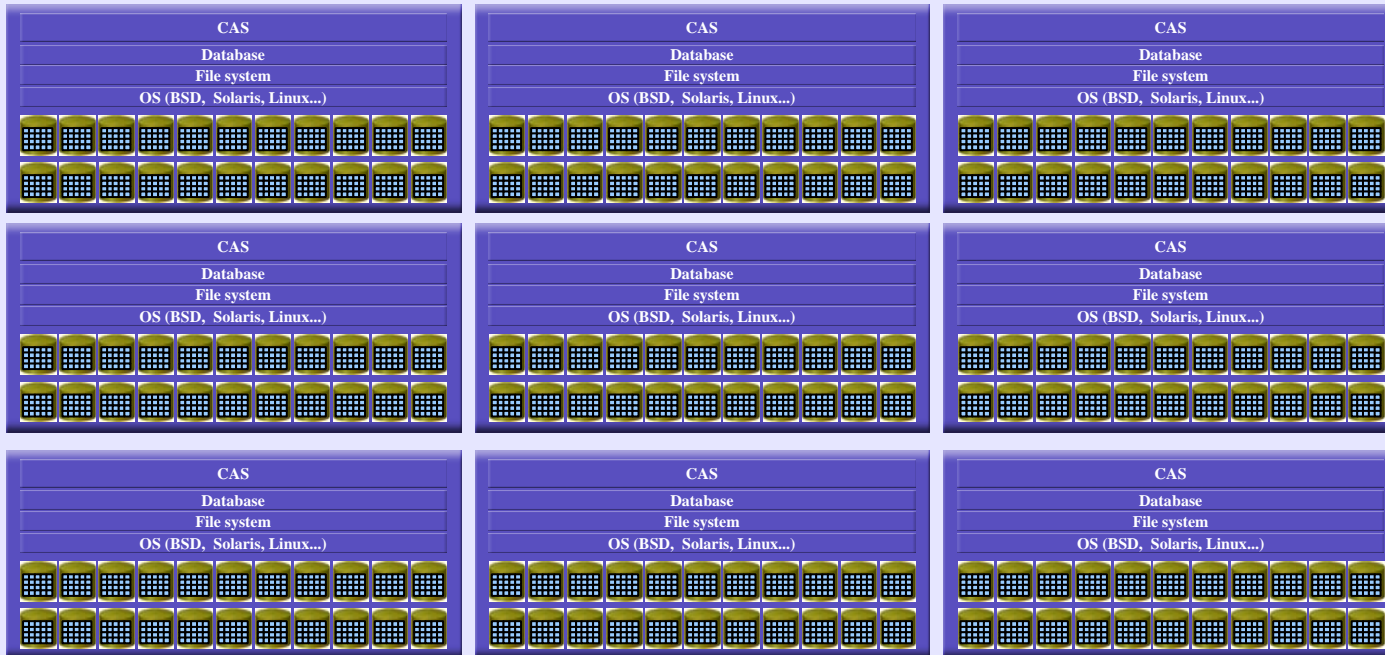 CAS
Database
File system
OS (BSD, Solaris, Linux...)
CAS
Database
File system
OS (BSD, Solaris, Linux...)
CAS
Database
File system
OS (BSD, Solaris, Linux...)
CAS
Database
File system
OS (BSD, Solaris, Linux...)
CAS
Database
File system
OS (BSD, Solaris, Linux...)
CAS
Database
File system
OS (BSD, Solaris, Linux...)
CAS
Database
File system
OS (BSD, Solaris, Linux...)
CAS
Database
File system
OS (BSD, Solaris, Linux...)
CAS
Database
File system
OS (BSD, Solaris, Linux...)